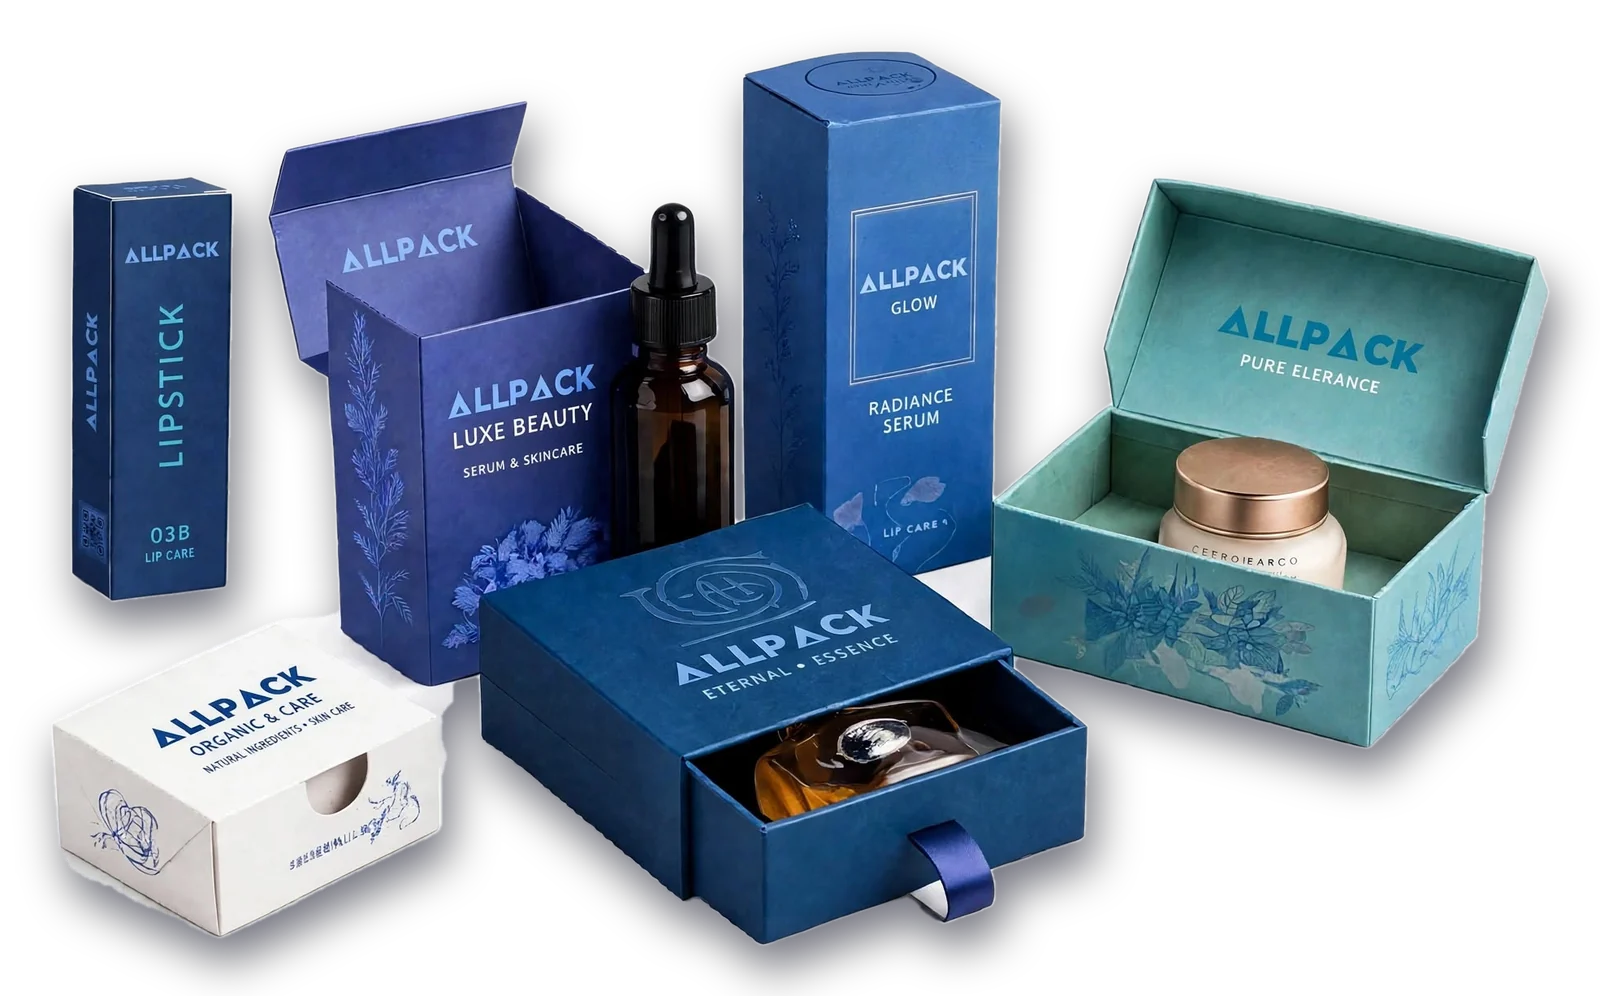 ALLPACK
ALLPACK
LIPSTICK
03B
LIP CARE
ALLPACK
ALLPACK
LUXE BEAUTY
SERUM & SKINCARE
ALLPACK
ALLPACK
GLOW
RADIANCE
SERUM
LIP CARE
ALLPACK
PURE ELERANCE
CEEROIEARCO
ALLPACK
ORGANIC & CARE
NATURAL INGREDIENTS • SKIN CARE
ALLPACK
ETERNAL • ESSENCE